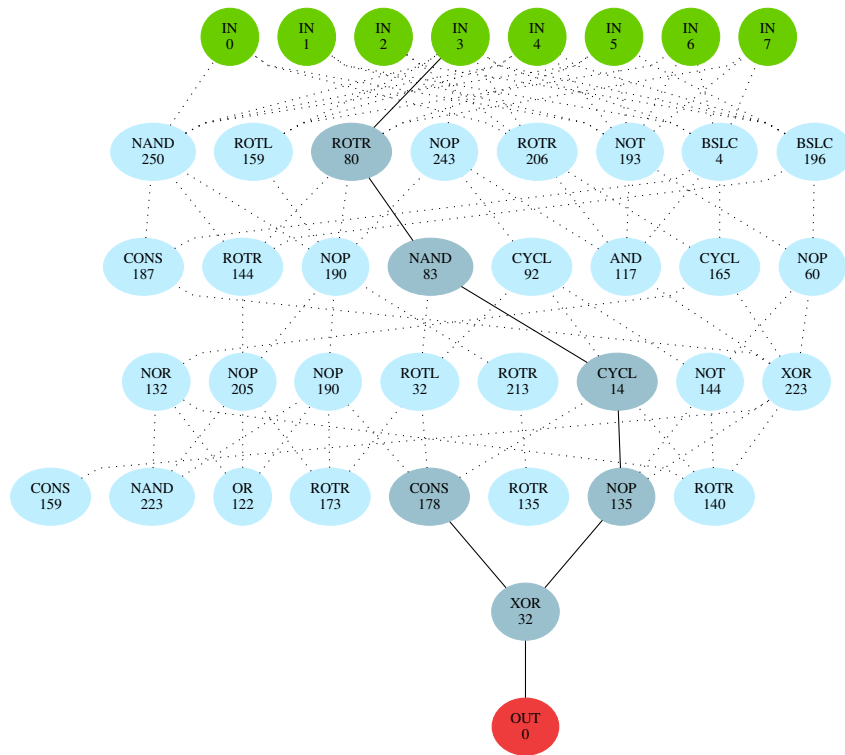 IN
0
IN
1
IN
2
IN
3
IN
4
IN
5
IN
6
IN
7
NAND
250
ROTL
159
ROTR
80
NOP
243
ROTR
206
NOT
193
BSLC
4
BSLC
196
CONS
187
ROTR
144
NOP
190
NAND
83
CYCL
92
AND
117
CYCL
165
NOP
60
NOR
132
NOP
205
NOP
190
ROTL
32
ROTR
213
CYCL
14
NOT
144
XOR
223
CONS
159
NAND
223
OR
122
ROTR
173
CONS
178
ROTR
135
NOP
135
ROTR
140
XOR
32
OUT
0